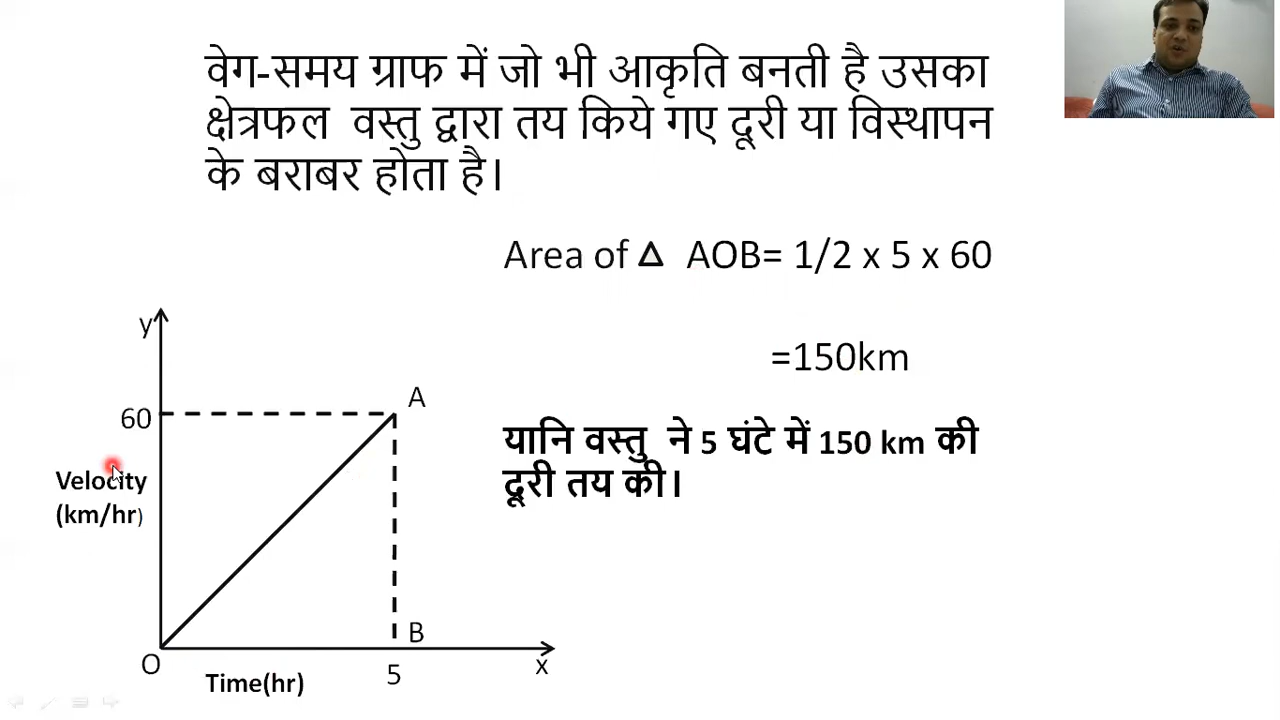 वेग-समय ग्राफ में जो भी आकृति बनती है उसका
क्षेत्रफल वस्तु द्वारा तय किये गए दूरी या विस्थापन
के बराबर होता है।
Area of Δ AOB= 1/2 x 5 x 60
=150km
यानि वस्तु ने 5 घंटे में 150 km की
दूरी तय की।
y
A
60
Velocity
(km/hr)
B
O
Time(hr)
5
x